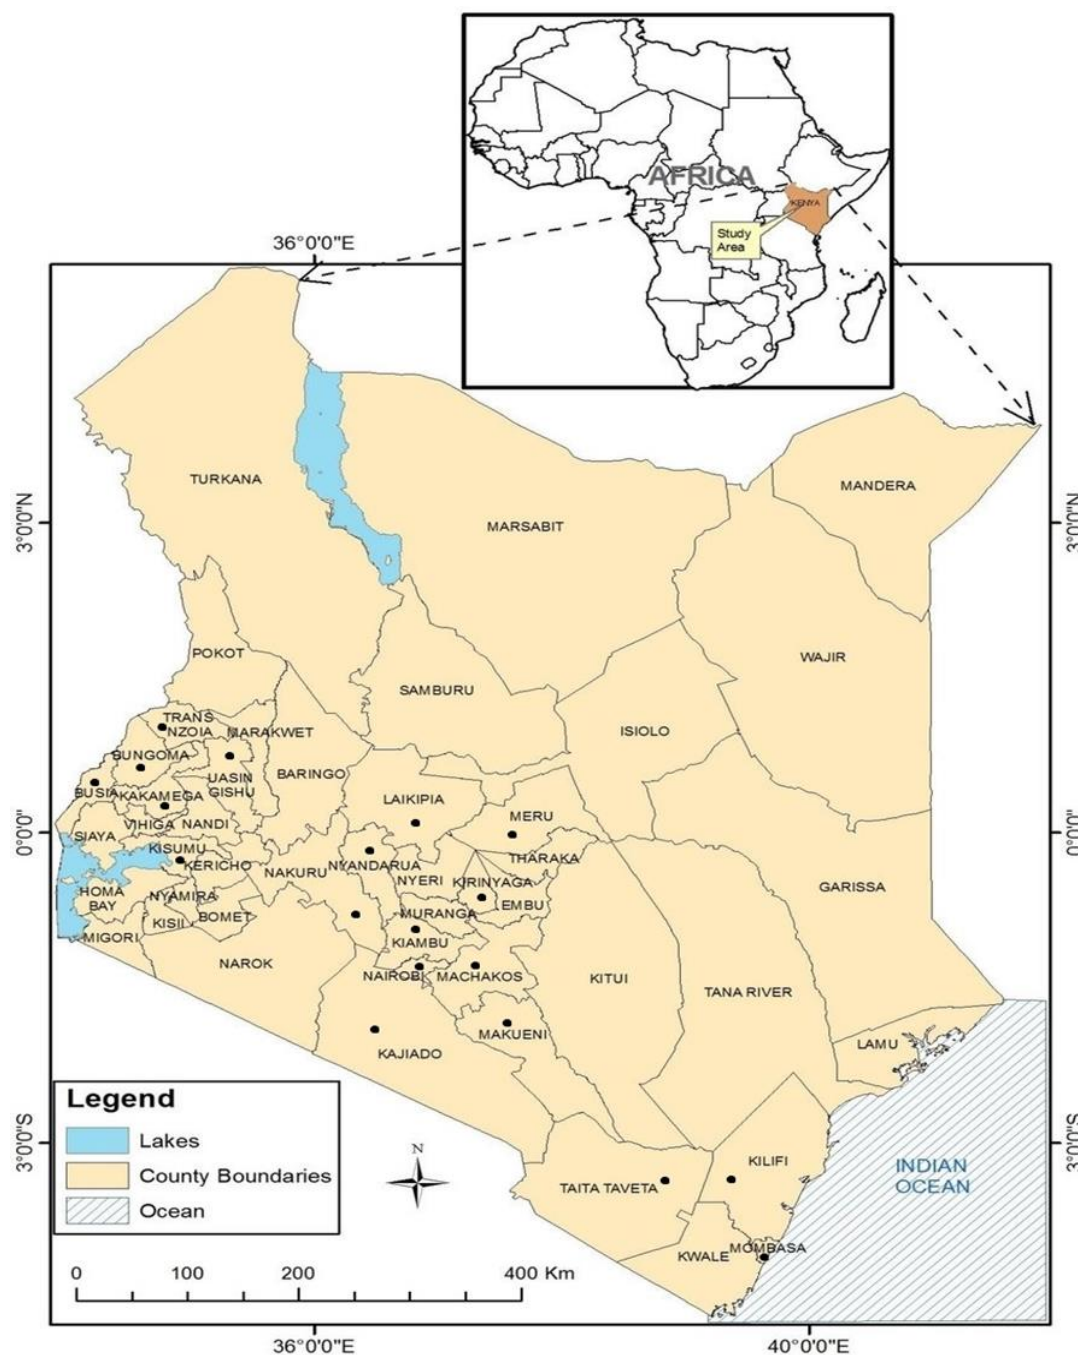 AFRICA
KENYA
Study
Area
36°0'0"E
TURKANA
MANDERA
3°0'0"N
3°0'0"N
MARSABIT
POKOT
WAJIR
SAMBURU
TRANS
NZOIA
MARAKWET
ISIOLO
BUNGOMA
BARINGO
UASIN
GISHU
BUSIA
KAKAMEGA
LAIKIPIA
MERU
VIHIGA
NANDI
SIAYA
0°0'0"
0°0'0"
KISUMU
KERICHO
NYANDARUA
THARAKA
NAKURU
NYERI
KIRINYAGA
GARISSA
HOMA
BAY
NYAMIRA
EMBU
MURANGA
BOMET
KISII
MIGORI
KIAMBU
NAROK
NAIROBI
MACHAKOS
KITUI
TANA RIVER
MAKUENI
LAMU
KAJIADO
Legend
Lakes
County Boundaries
Ocean
3°0'0"S
3°0'0"S
N
KILIFI
INDIAN
OCEAN
TAITA TAVETA
MOMBASA
KWALE
0 100 200 400 Km
36°0'0"E
40°0'0"E